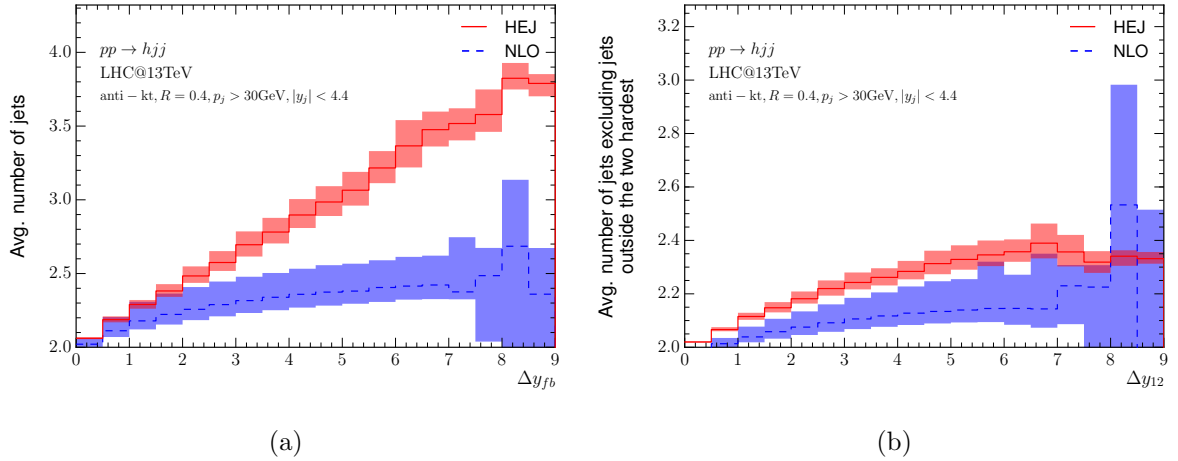 HEJ
NLO
pp → hjj
LHC@13TeV
anti − kt, R = 0.4, p_j > 30GeV, |y_j| < 4.4
Avg. number of jets
4.0
3.5
3.0
2.5
2.0
0 1 2 3 4 5 6 7 8 9
Δy_{fb}
(a)
HEJ
NLO
pp → hjj
LHC@13TeV
anti − kt, R = 0.4, p_j > 30GeV, |y_j| < 4.4
Avg. number of jets excluding jets
outside the two hardest
3.2
3.0
2.8
2.6
2.4
2.2
2.0
0 1 2 3 4 5 6 7 8 9
Δy_{12}
(b)